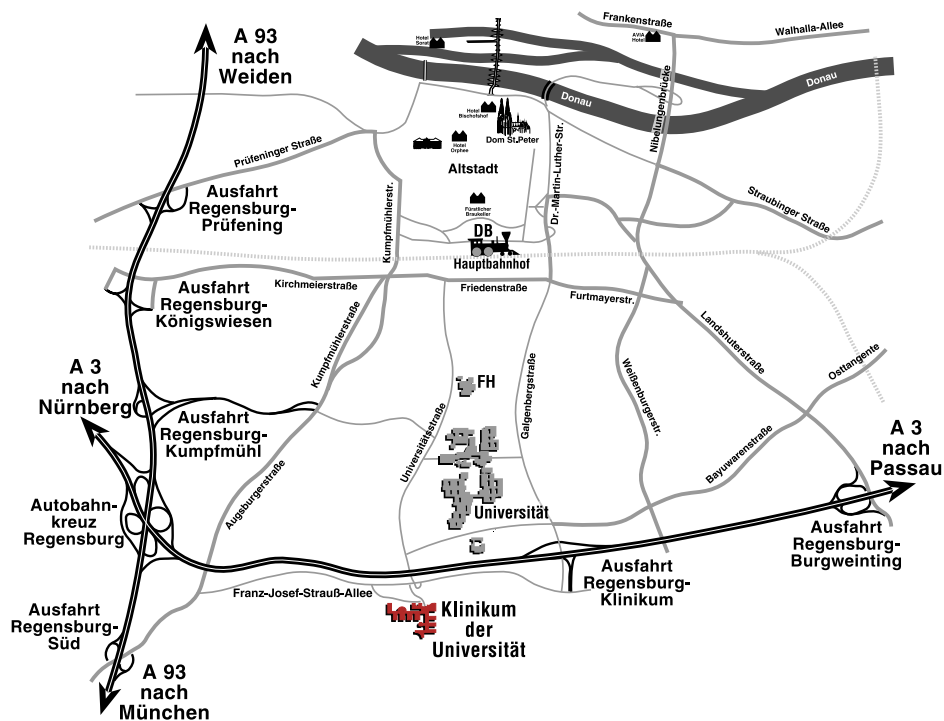 A 93
nach
Weiden
Frankenstraße
Walhalla-Allee
Hotel
Sorat
AVIA
Hotel
Donau
Donau
Nibelungenbrücke
Hotel
Bischofshof
Dom St.Peter
Hotel
Orphee
Altstadt
Prüfeninger Straße
Dr.-Martin-Luther-Str.
Kumpfmühlerstr.
Fürstlicher
Braukeller
Straubinger Straße
Ausfahrt
Regensburg-
Prüfening
DB
Hauptbahnhof
Kirchmeierstraße
Friedenstraße
Furtmayerstr.
Ausfahrt
Regensburg-
Königswiesen
Kumpfmühlerstraße
Landshuterstraße
Osttangente
A 3
nach
Nürnberg
FH
Galgenbergstraße
Weißenburgerstr.
Universitätsstraße
Ausfahrt
Regensburg-
Kumpfmühl
A 3
nach
Passau
Bayuwarenstraße
Augsburgerstraße
Autobahn-
kreuz
Regensburg
Universität
Ausfahrt
Regensburg-
Burgweinting
Ausfahrt
Regensburg-
Klinikum
Franz-Josef-Strauß-Allee
Ausfahrt
Regensburg-
Süd
Klinikum
der
Universität
A 93
nach
München